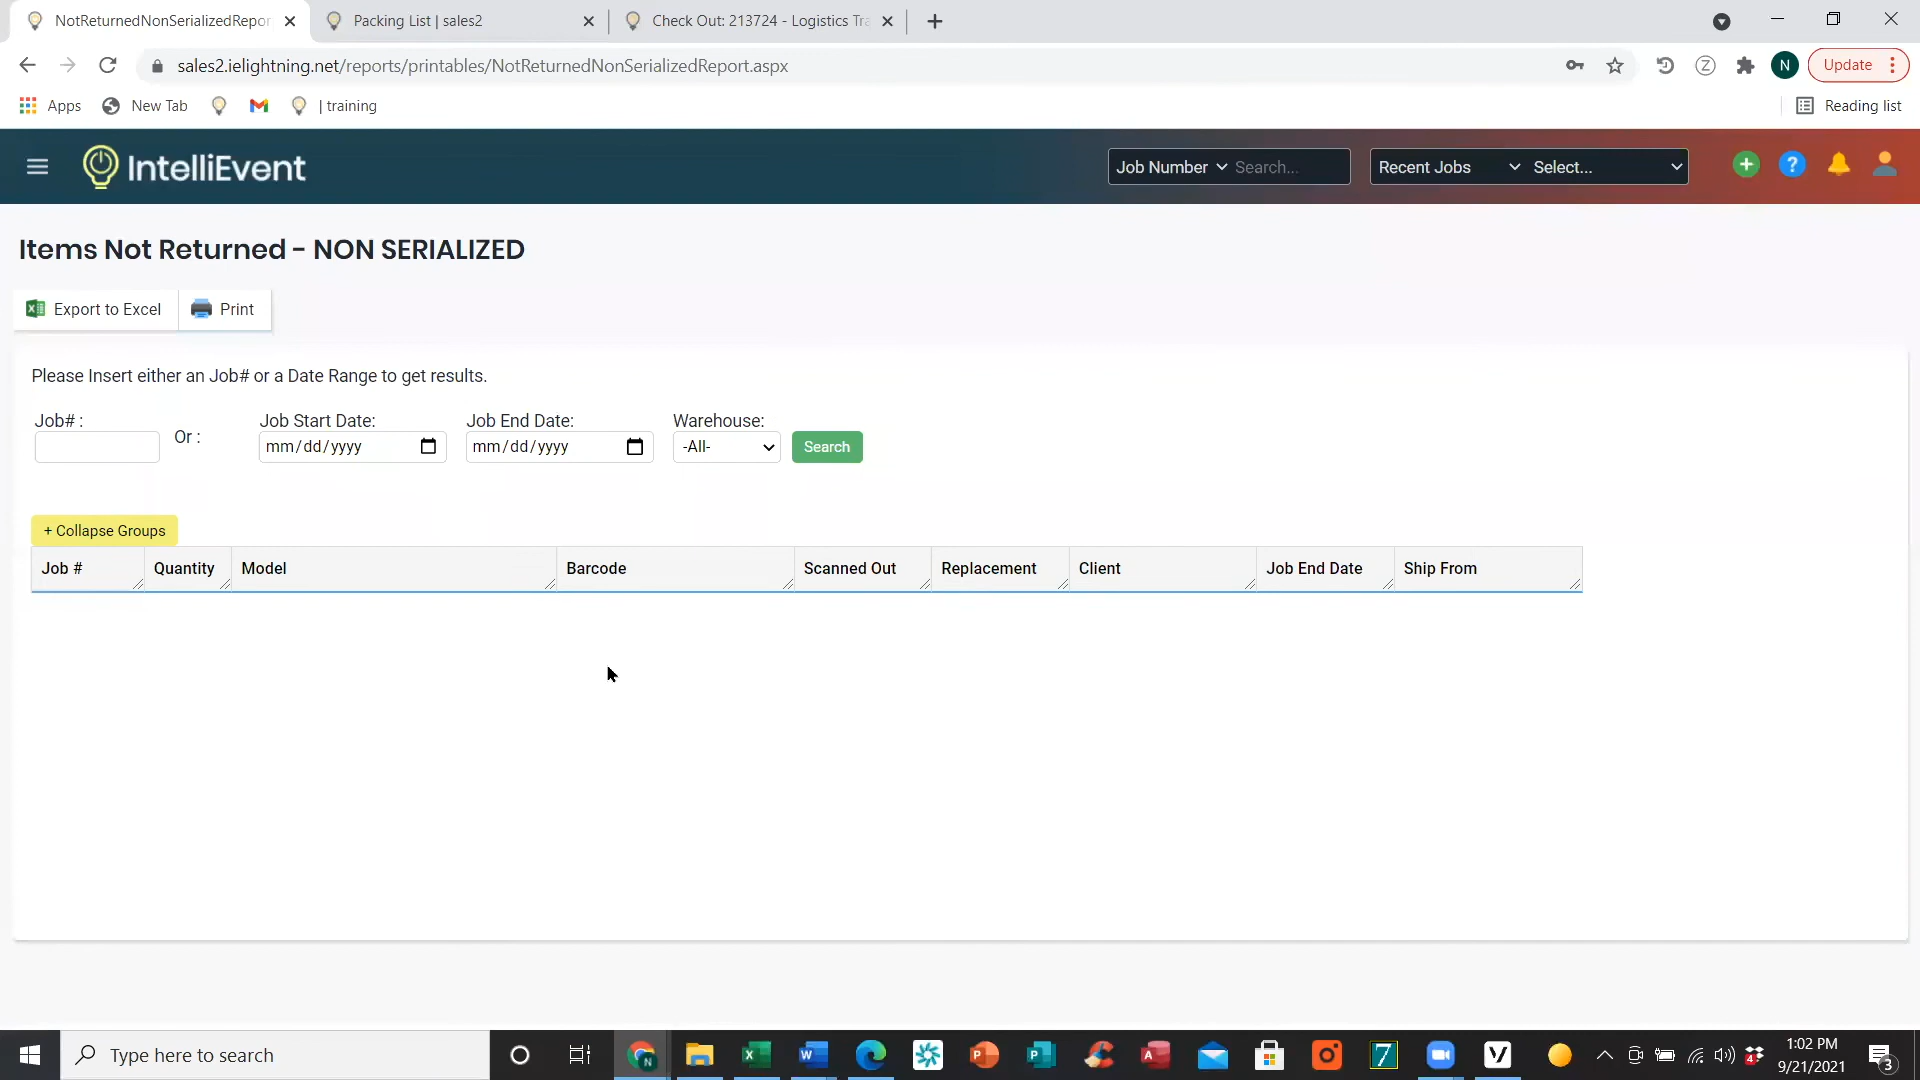 NotReturnedNonSerializedRepor
Packing List | sales2
Check Out: 213724 - Logistics Tra
sales2.ielightning.net/reports/printables/NotReturnedNonSerializedReport.aspx
Z
N
Update
Apps
New Tab
| training
Reading list
IntelliEvent
Job Number
Search...
Recent Jobs
Select...
Items Not Returned - NON SERIALIZED
Export to Excel
Print
Please Insert either an Job# or a Date Range to get results.
Job# :
Or :
Job Start Date:
Job End Date:
Warehouse:
mm/dd/yyyy
mm/dd/yyyy
-All-
Search
+ Collapse Groups
Job # Quantity Model Barcode Scanned Out Replacement Client Job End Date Ship From
Type here to search
1:02 PM
9/21/2021
3